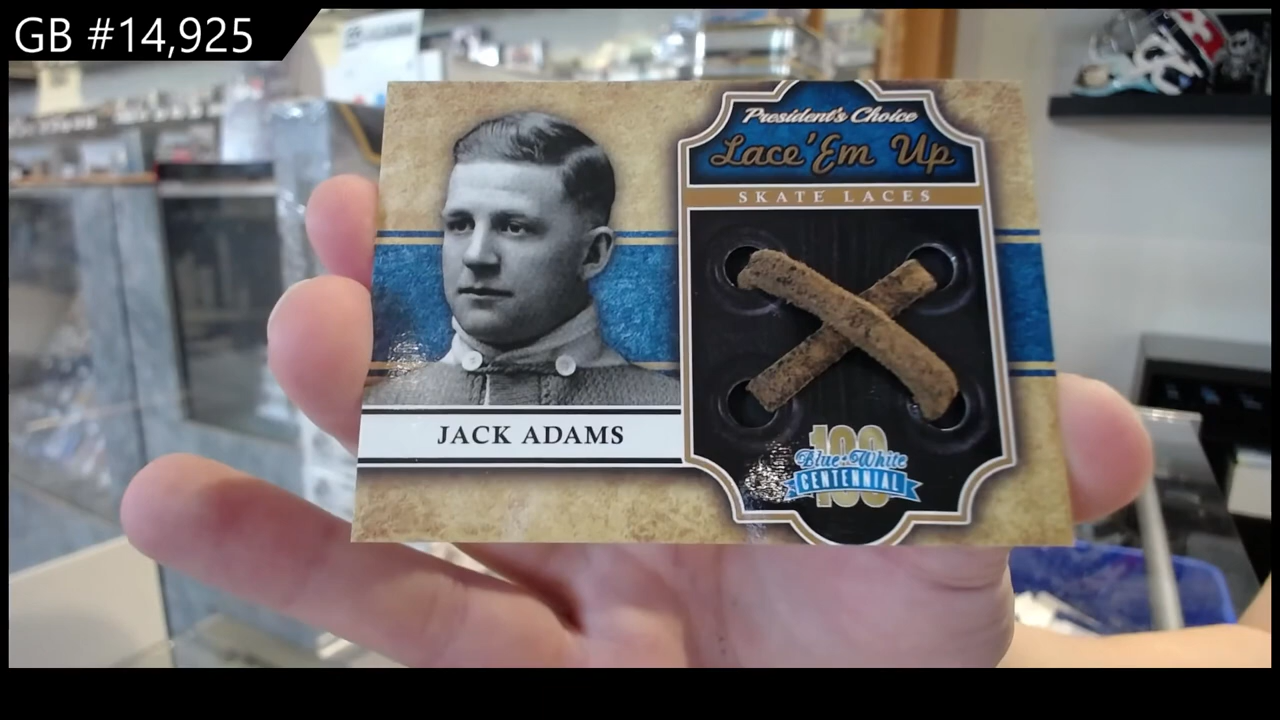 GB #14,925
President's Choice
Lace 'Em Up
SKATE LACES
JACK ADAMS
100
Blue & White
CENTENNIAL